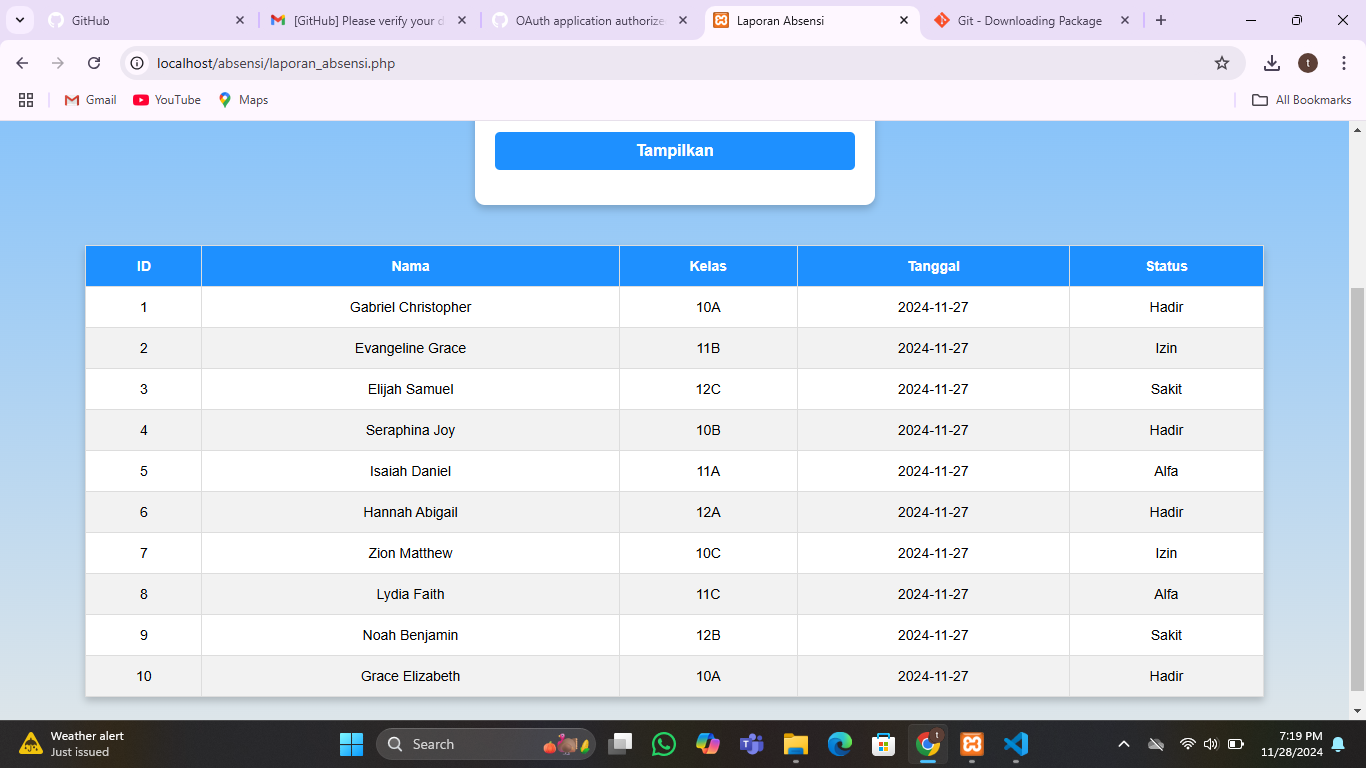 GitHub
[GitHub] Please verify your d
OAuth application authorize
Laporan Absensi
Git - Downloading Package
localhost/absensi/laporan_absensi.php
t
Gmail
YouTube
Maps
All Bookmarks
Tampilkan
ID Nama Kelas Tanggal Status
1 Gabriel Christopher 10A 2024-11-27 Hadir
2 Evangeline Grace 11B 2024-11-27 Izin
3 Elijah Samuel 12C 2024-11-27 Sakit
4 Seraphina Joy 10B 2024-11-27 Hadir
5 Isaiah Daniel 11A 2024-11-27 Alfa
6 Hannah Abigail 12A 2024-11-27 Hadir
7 Zion Matthew 10C 2024-11-27 Izin
8 Lydia Faith 11C 2024-11-27 Alfa
9 Noah Benjamin 12B 2024-11-27 Sakit
10 Grace Elizabeth 10A 2024-11-27 Hadir
Weather alert
Just issued
Search
7:19 PM
11/28/2024